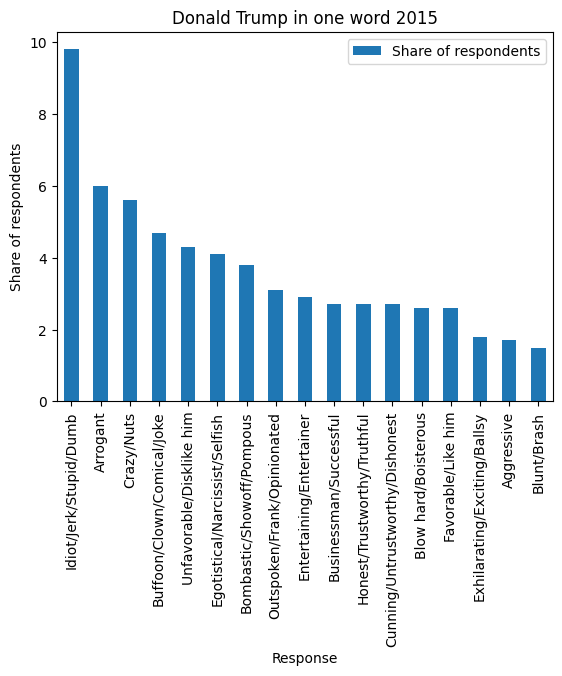 Donald Trump in one word 2015
Share of respondents
Share of respondents
10
8
6
4
2
0
Idiot/Jerk/Stupid/Dumb
Arrogant
Crazy/Nuts
Buffoon/Clown/Comical/Joke
Unfavorable/Disklike him
Egotistical/Narcissist/Selfish
Bombastic/Showoff/Pompous
Outspoken/Frank/Opinionated
Entertaining/Entertainer
Businessman/Successful
Honest/Trustworthy/Truthful
Cunning/Untrustworthy/Dishonest
Blow hard/Boisterous
Favorable/Like him
Exhilarating/Exciting/Ballsy
Aggressive
Blunt/Brash
Response